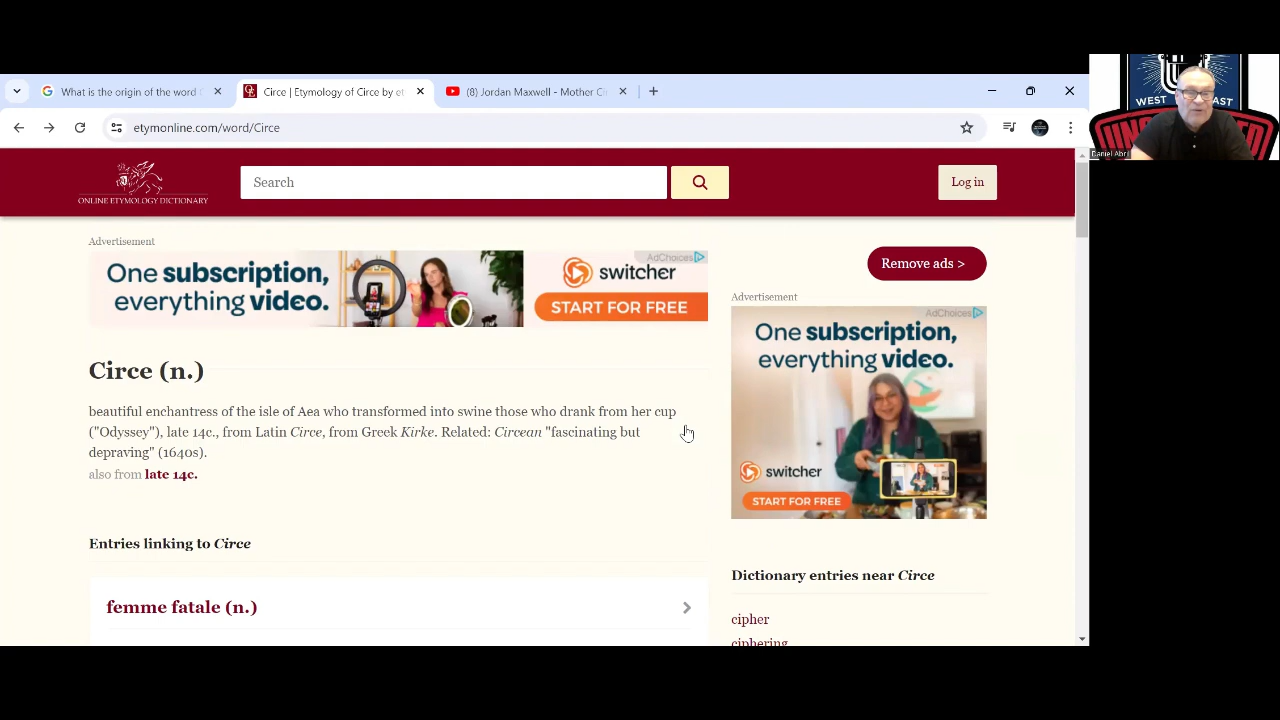 What is the origin of the word
Circe | Etymology of Circe by et
(8) Jordan Maxwell - Mother Ci
etymonline.com/word/Circe
WEST
Daniel Abril
ONLINE ETYMOLOGY DICTIONARY
Search
Log in
Advertisement
AdChoices
One subscription,
everything video.
switcher
START FOR FREE
Remove ads >
Advertisement
AdChoices
One subscription,
everything video.
switcher
START FOR FREE
Circe (n.)
beautiful enchantress of the isle of Aea who transformed into swine those who drank from her cup
("Odyssey"), late 14c., from Latin Circe, from Greek Kirke. Related: Circean "fascinating but
depraving" (1640s).
also from late 14c.
Entries linking to Circe
femme fatale (n.)
Dictionary entries near Circe
cipher
ciphering